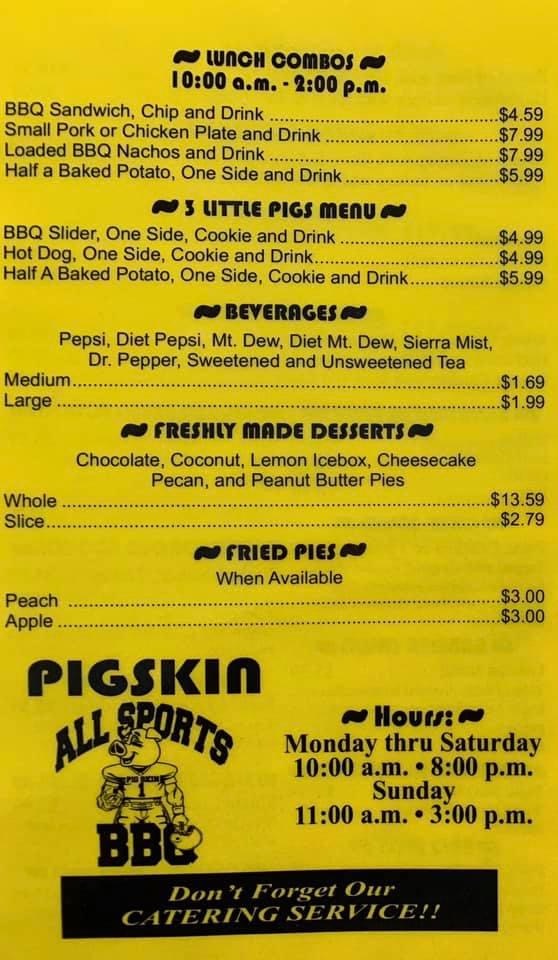 LUNCH COMBOS
10:00 a.m. - 2:00 p.m.
BBQ Sandwich, Chip and Drink $4.59
Small Pork or Chicken Plate and Drink $7.99
Loaded BBQ Nachos and Drink $7.99
Half a Baked Potato, One Side and Drink $5.99
3 LITTLE PIGS MENU
BBQ Slider, One Side, Cookie and Drink $4.99
Hot Dog, One Side, Cookie and Drink $4.99
Half A Baked Potato, One Side, Cookie and Drink $5.99
BEVERAGES
Pepsi, Diet Pepsi, Mt. Dew, Diet Mt. Dew, Sierra Mist,
Dr. Pepper, Sweetened and Unsweetened Tea
Medium $1.69
Large $1.99
FRESHLY MADE DESSERTS
Chocolate, Coconut, Lemon Icebox, Cheesecake
Pecan, and Peanut Butter Pies
Whole $13.59
Slice $2.79
FRIED PIES
When Available
Peach $3.00
Apple $3.00
PIGSKIN
ALL SPORTS
PIG SKIN
1
BBQ
Hours:
Monday thru Saturday
10:00 a.m. • 8:00 p.m.
Sunday
11:00 a.m. • 3:00 p.m.
Don't Forget Our
CATERING SERVICE!!